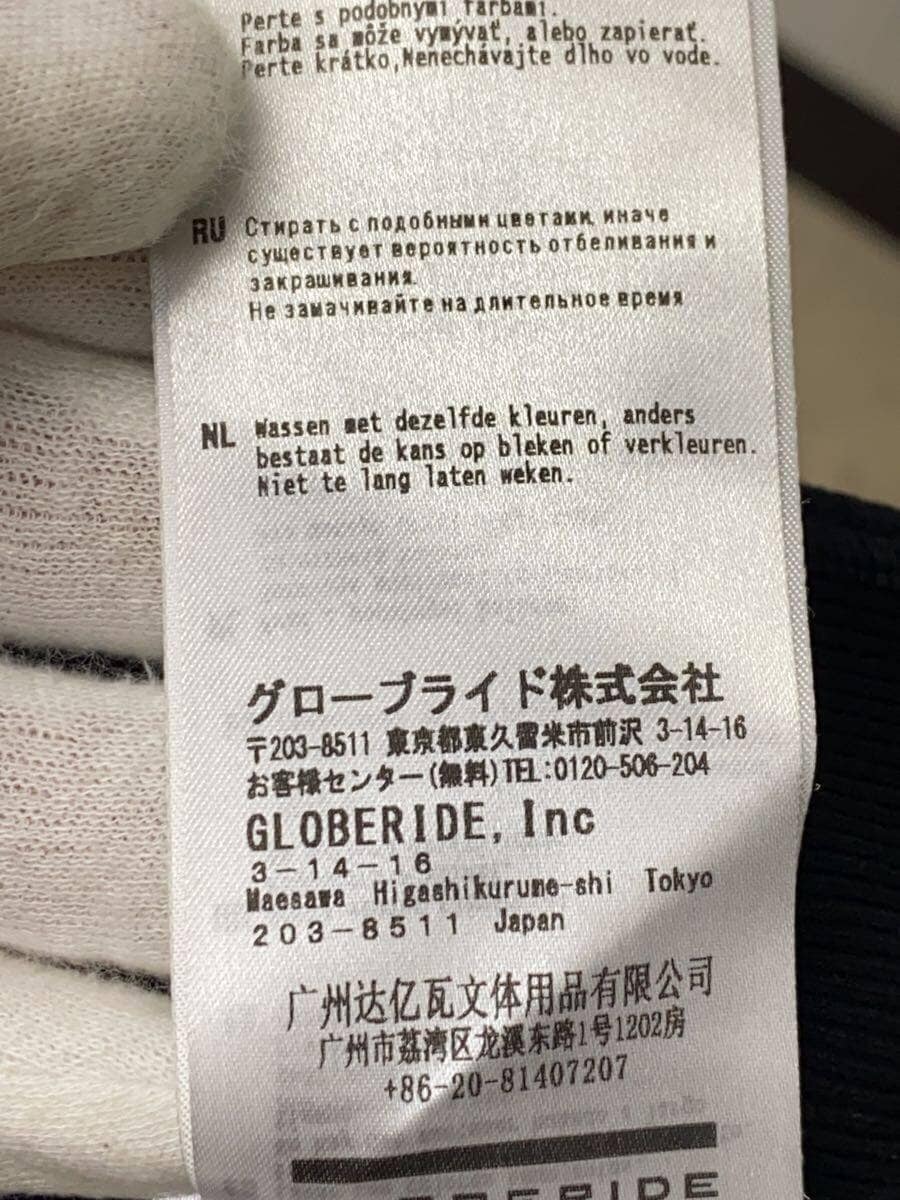 Perte s podobnými farbami.
Farba sa môže vymývať, alebo zapierať.
Perte krátko,Nenechávajte dlho vo vode.
RU Стирать с подобными цветами, иначе
существует вероятность отбеливания и
закрашивания.
Не замачивайте на длительное время
NL Wassen met dezelfde kleuren, anders
bestaat de kans op bleken of verkleuren.
Niet te lang laten weken.
グローブライド株式会社
〒203-8511 東京都東久留米市前沢 3-14-16
お客様センター(無料)TEL:0120-506-204
GLOBERIDE, Inc
3-14-16
Maesawa Higashikurume-shi Tokyo
203-8511 Japan
广州达亿瓦文体用品有限公司
广州市荔湾区龙溪东路1号1202房
+86-20-81407207